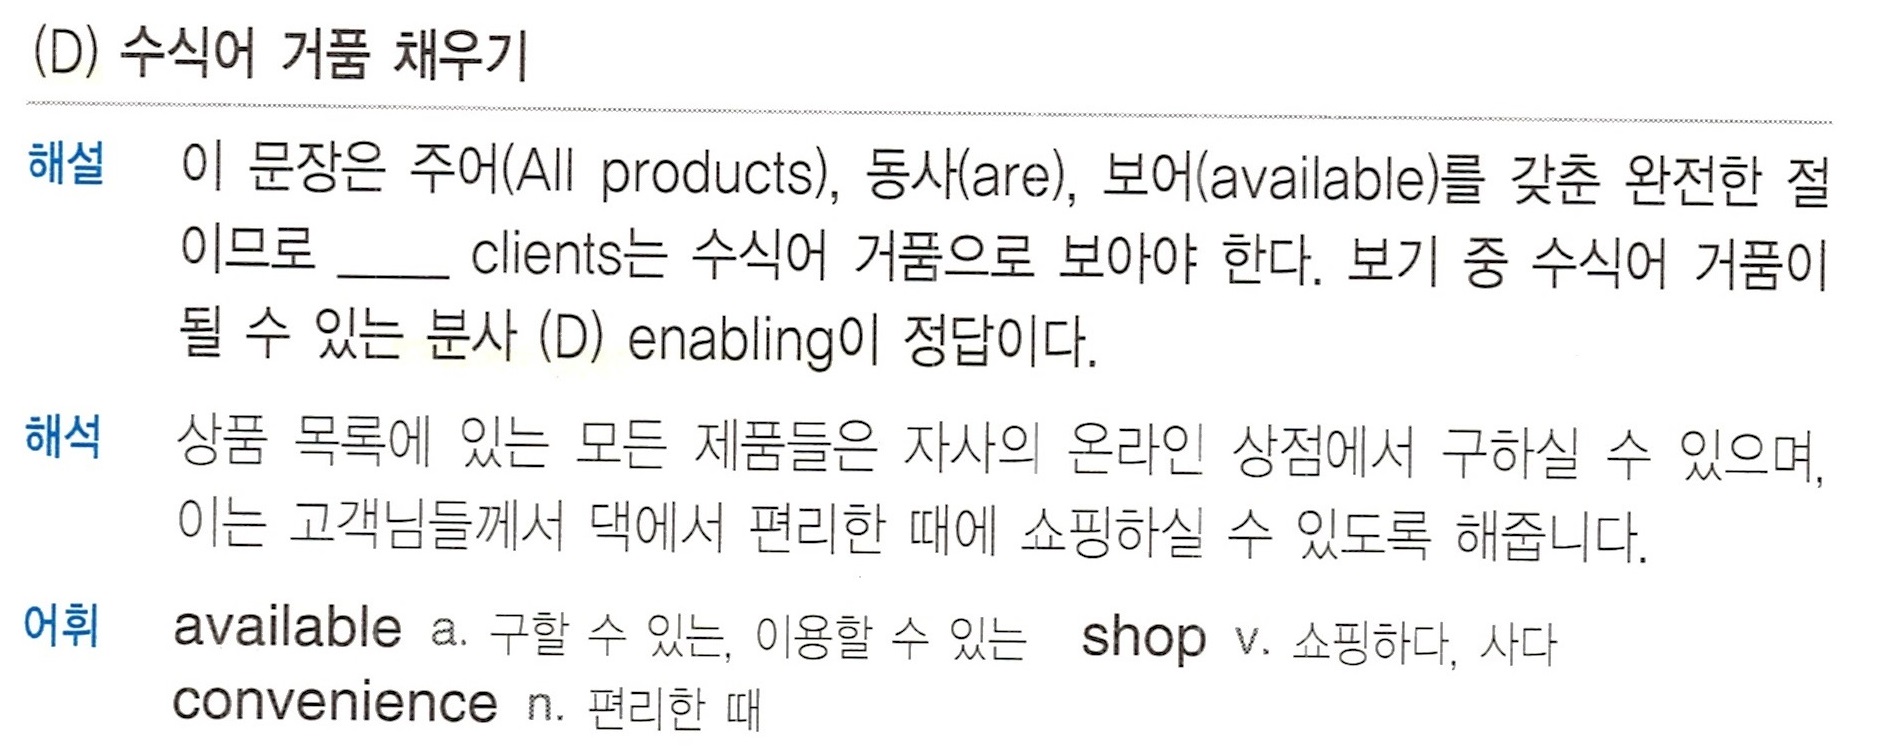 (D) 수식어 거품 채우기
해설 이 문장은 주어(All products), 동사(are), 보어(available)를 갖춘 완전한 절
이므로 ____ clients는 수식어 거품으로 보아야 한다. 보기 중 수식어 거품이
될 수 있는 분사 (D) enabling이 정답이다.
해석 상품 목록에 있는 모든 제품들은 자사의 온라인 상점에서 구하실 수 있으며,
이는 고객님들께서 댁에서 편리한 때에 쇼핑하실 수 있도록 해줍니다.
어휘 available a. 구할 수 있는, 이용할 수 있는 shop v. 쇼핑하다, 사다
convenience n. 편리한 때